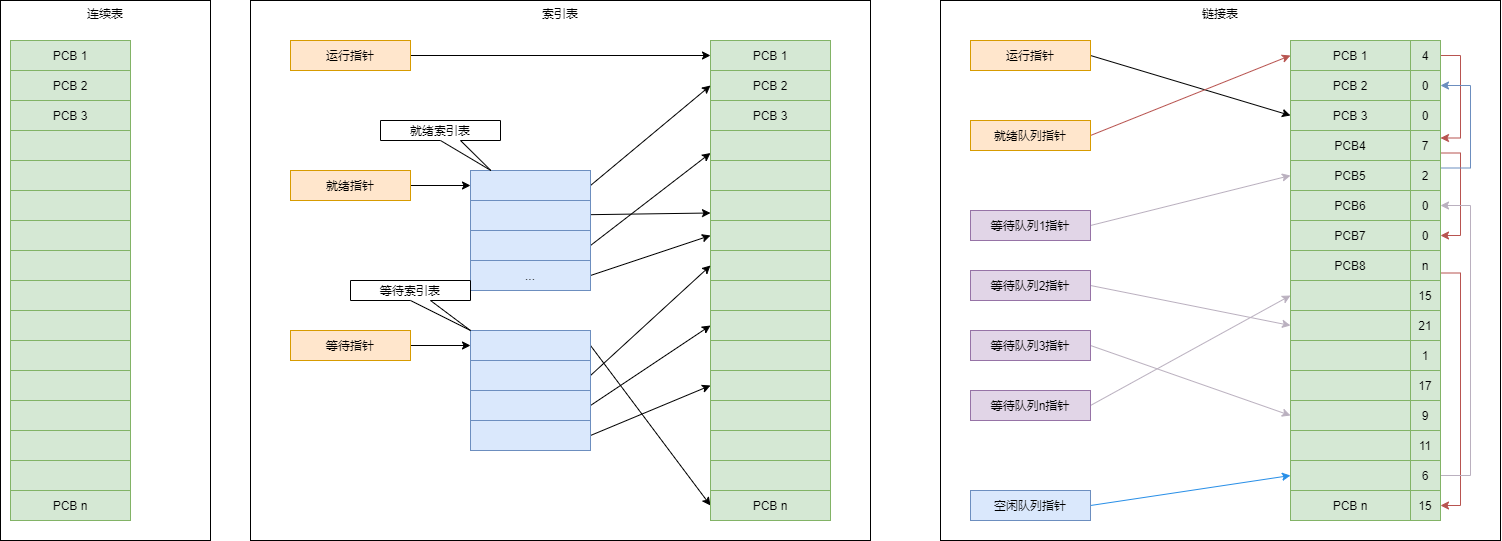 连续表
PCB 1
PCB 2
PCB 3
PCB n
索引表
运行指针
就绪索引表
就绪指针
...
等待索引表
等待指针
PCB 1
PCB 2
PCB 3
PCB n
链接表
运行指针
就绪队列指针
等待队列1指针
等待队列2指针
等待队列3指针
等待队列n指针
空闲队列指针
PCB 1 4
PCB 2 0
PCB 3 0
PCB4 7
PCB5 2
PCB6 0
PCB7 0
PCB8 n
15
21
1
17
9
11
6
PCB n 15